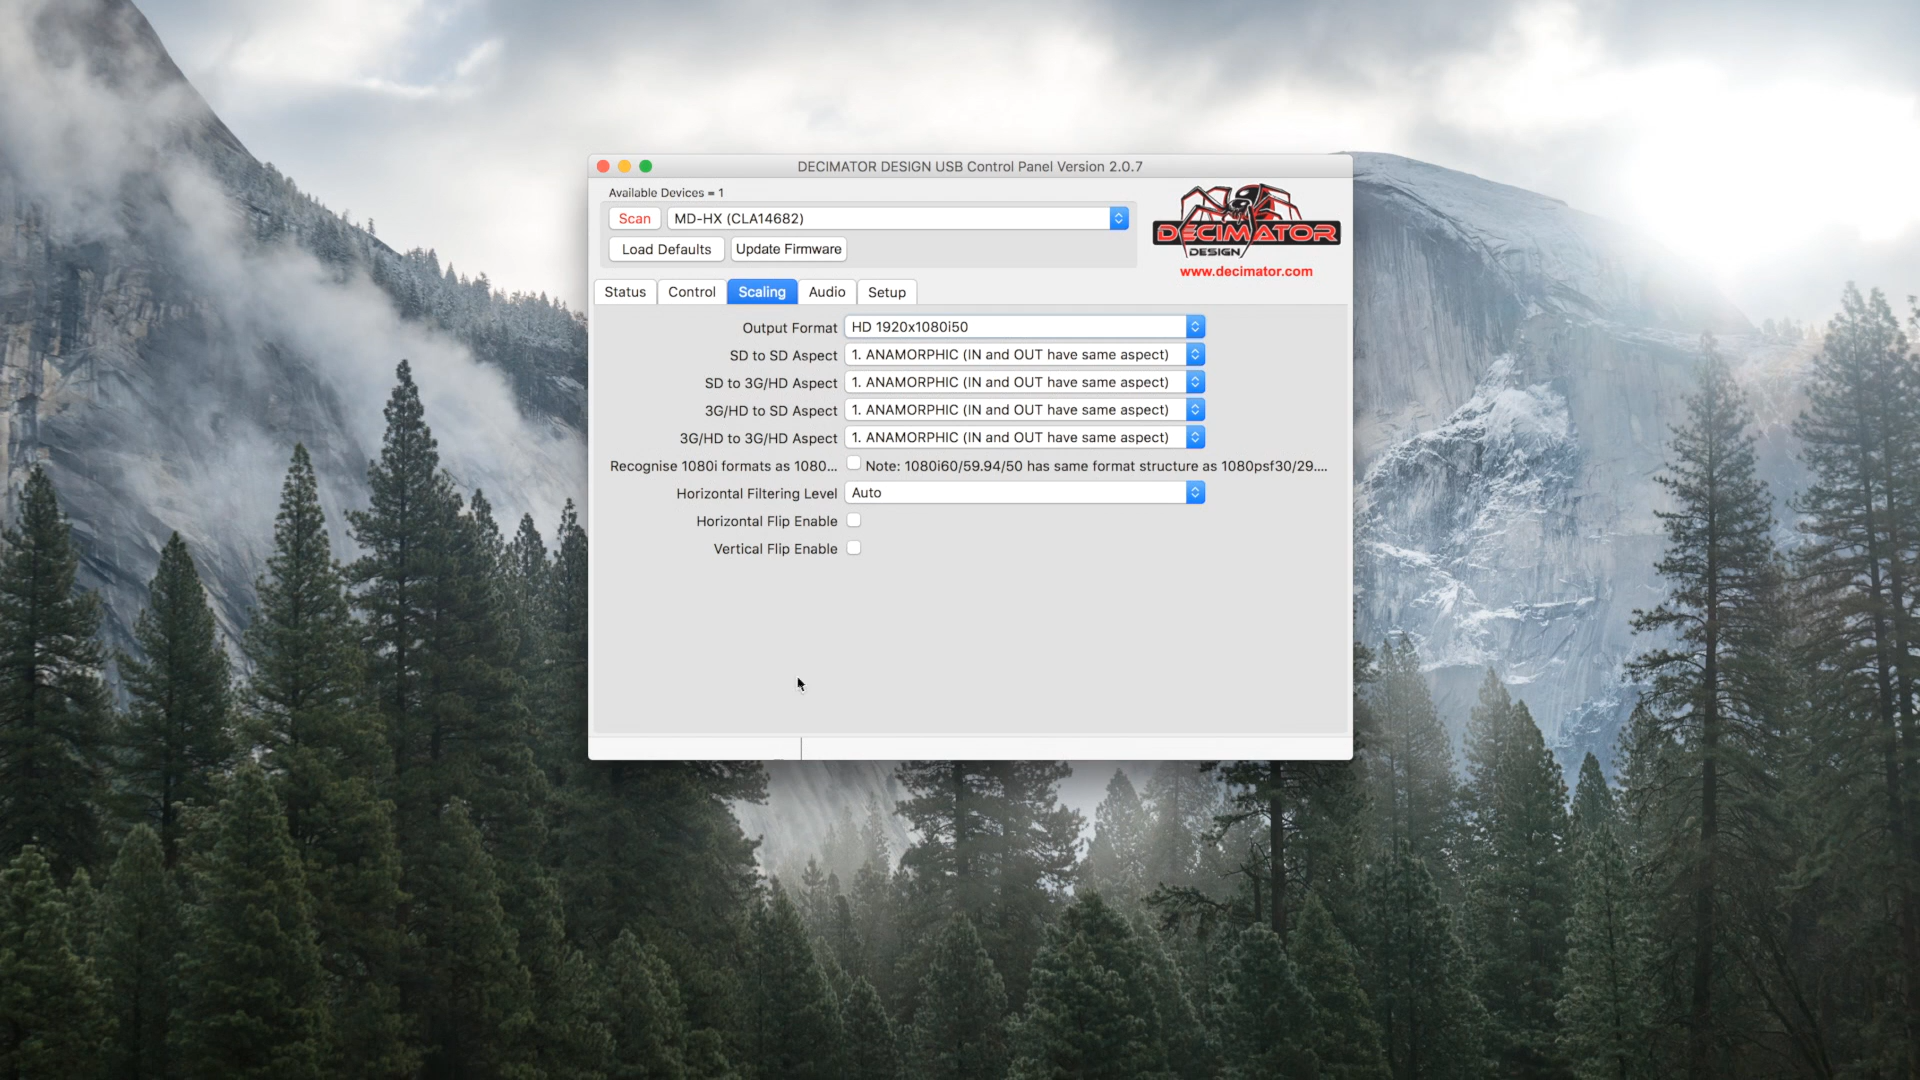 DECIMATOR DESIGN USB Control Panel Version 2.0.7
Available Devices = 1
Scan MD-HX (CLA14682)
Load Defaults Update Firmware
DECIMATOR
DESIGN
www.decimator.com
Status Control Scaling Audio Setup
Output Format HD 1920x1080i50
SD to SD Aspect 1. ANAMORPHIC (IN and OUT have same aspect)
SD to 3G/HD Aspect 1. ANAMORPHIC (IN and OUT have same aspect)
3G/HD to SD Aspect 1. ANAMORPHIC (IN and OUT have same aspect)
3G/HD to 3G/HD Aspect 1. ANAMORPHIC (IN and OUT have same aspect)
Recognise 1080i formats as 1080... Note: 1080i60/59.94/50 has same format structure as 1080psf30/29....
Horizontal Filtering Level Auto
Horizontal Flip Enable
Vertical Flip Enable